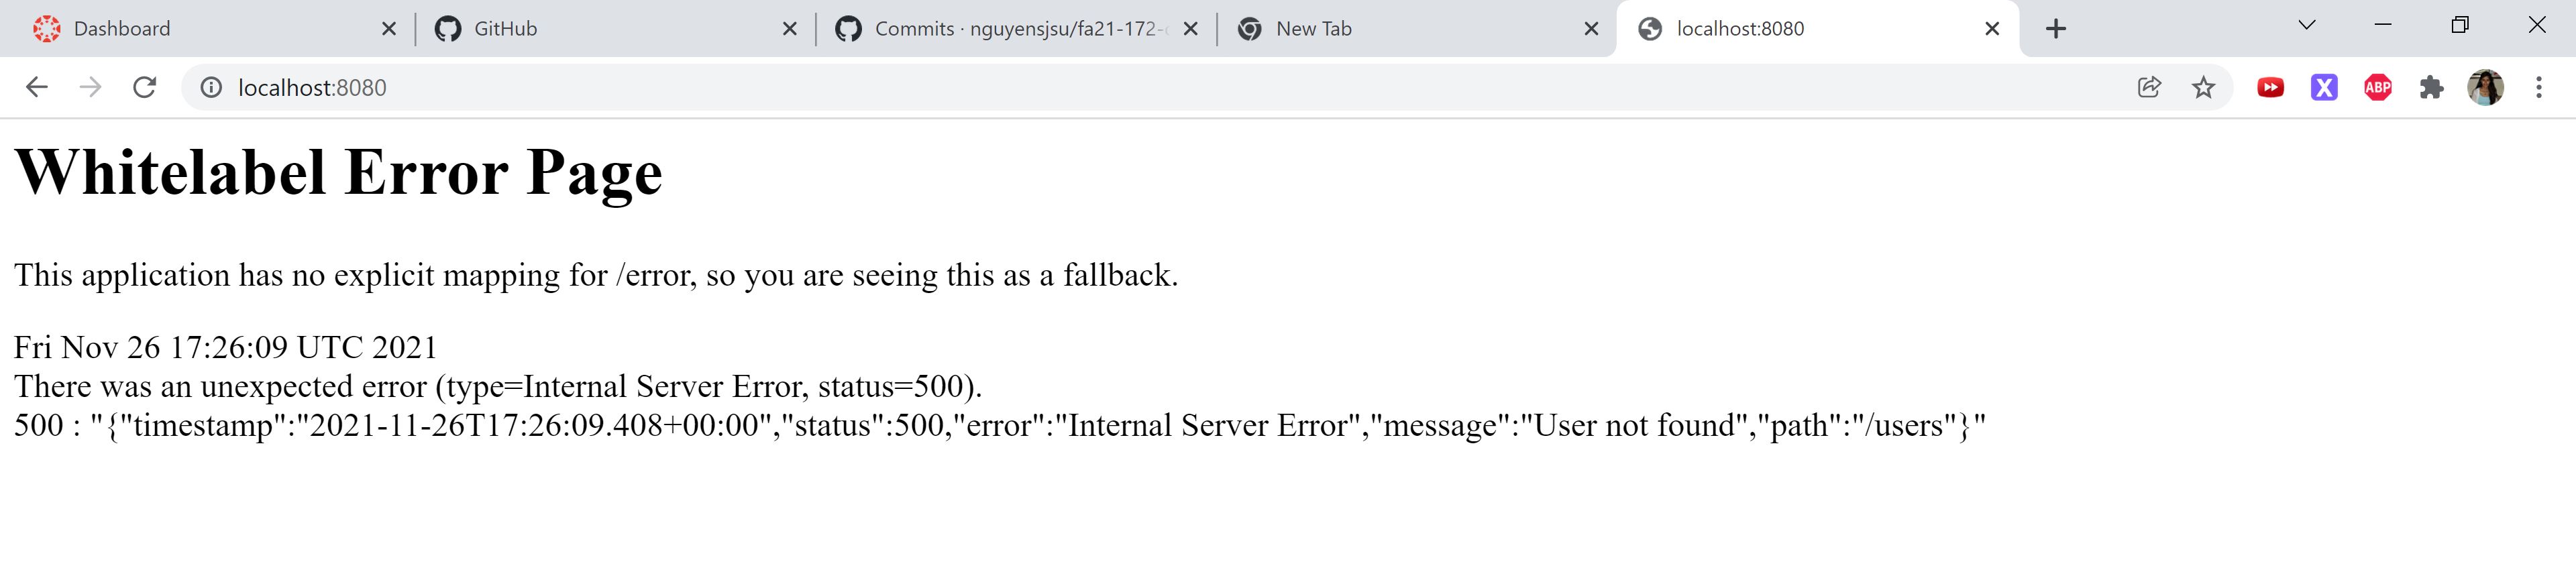 Dashboard
GitHub
Commits · nguyensjsu/fa21-172-
New Tab
localhost:8080
localhost:8080
X
ABP
Whitelabel Error Page
This application has no explicit mapping for /error, so you are seeing this as a fallback.
Fri Nov 26 17:26:09 UTC 2021
There was an unexpected error (type=Internal Server Error, status=500).
500 : "{"timestamp":"2021-11-26T17:26:09.408+00:00","status":500,"error":"Internal Server Error","message":"User not found","path":"/users"}"